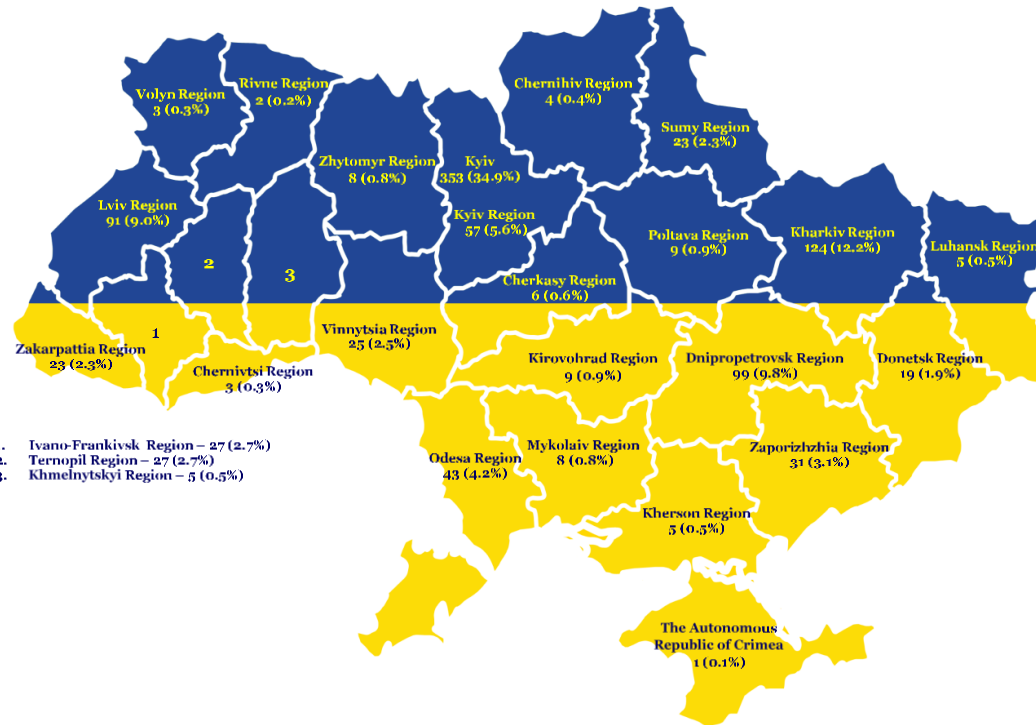 Volyn Region
3 (0.3%)
Rivne Region
2 (0.2%)
Chernihiv Region
4 (0.4%)
Sumy Region
23 (2.3%)
Zhytomyr Region
8 (0.8%)
Kyiv
353 (34.9%)
Lviv Region
91 (9.0%)
Kyiv Region
57 (5.6%)
Poltava Region
9 (0.9%)
Kharkiv Region
124 (12.2%)
Luhansk Region
5 (0.5%)
2
3
Cherkasy Region
6 (0.6%)
1
Zakarpattia Region
23 (2.3%)
Chernivtsi Region
3 (0.3%)
Vinnytsia Region
25 (2.5%)
Kirovohrad Region
9 (0.9%)
Dnipropetrovsk Region
99 (9.8%)
Donetsk Region
19 (1.9%)
1. Ivano-Frankivsk Region – 27 (2.7%)
2. Ternopil Region – 27 (2.7%)
3. Khmelnytskyi Region – 5 (0.5%)
Odesa Region
43 (4.2%)
Mykolaiv Region
8 (0.8%)
Zaporizhzhia Region
31 (3.1%)
Kherson Region
5 (0.5%)
The Autonomous
Republic of Crimea
1 (0.1%)